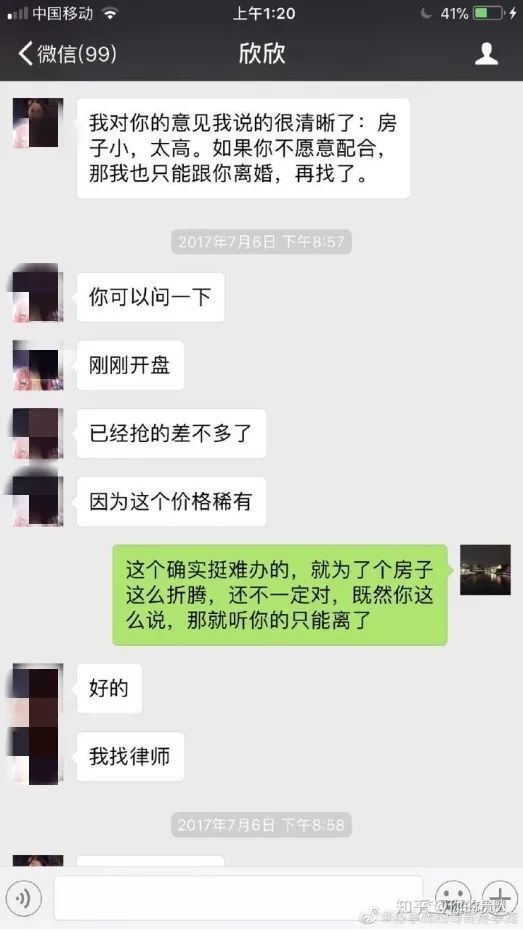 中国移动
上午1:20
41%
微信(99)
欣欣
我对你的意见我说的很清晰了：房
子小，太高。如果你不愿意配合，
那我也只能跟你离婚，再找了。
2017年7月6日 下午8:57
你可以问一下
刚刚开盘
已经抢的差不多了
因为这个价格稀有
这个确实挺难办的，就为了个房子
这么折腾，还不一定对，既然你这
么说，那就听你的只能离了
好的
我找律师
2017年7月6日 下午8:58
知乎